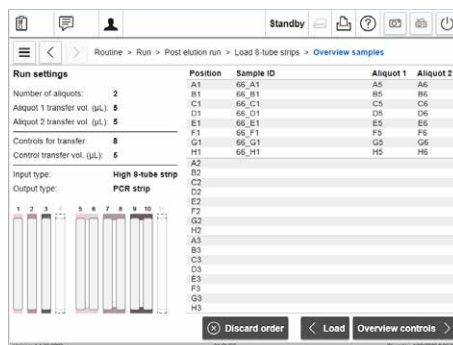 Standby
Routine > Run > Post elution run > Load 8-tube strips > Overview samples
Run settings
Number of aliquots: 2
Aliquot 1 transfer vol. (µL): 5
Aliquot 2 transfer vol. (µL): 5
Controls for transfer: 8
Control transfer vol. (µL): 5
Input type: High 8-tube strip
Output type: PCR strip
1 2 3 4 5 6 7 8 9 10 11
Position Sample ID Aliquot 1 Aliquot 2
A1 66_A1 A5 A6
B1 66_B1 B5 B6
C1 66_C1 C5 C6
D1 66_D1 D5 D6
E1 66_E1 E5 E6
F1 66_F1 F5 F6
G1 66_G1 G5 G6
H1 66_H1 H5 H6
A2
B2
C2
D2
E2
F2
G2
H2
A3
B3
C3
D3
E3
F3
G3
H3
Discard order
Load
Overview controls